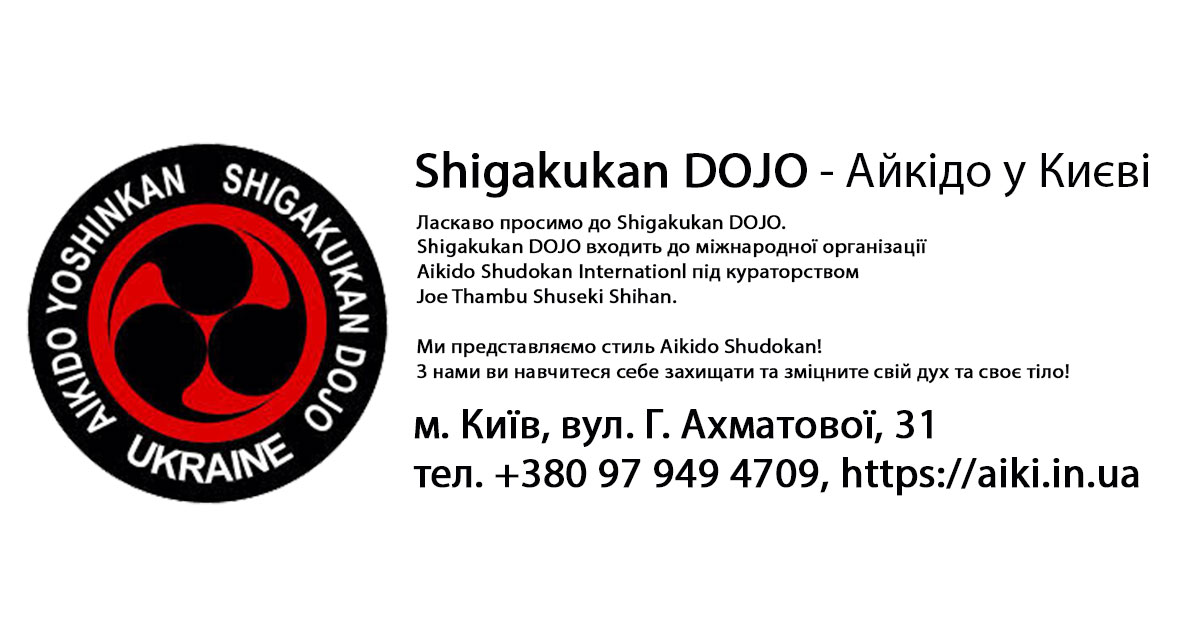 AIKIDO YOSHINKAN SHIGAKUKAN DOJO
UKRAINE
Shigakukan DOJO - Айкідо у Києві
Ласкаво просимо до Shigakukan DOJO.
Shigakukan DOJO входить до міжнародної організації
Aikido Shudokan Internationl під кураторством
Joe Thambu Shuseki Shihan.
Ми представляємо стиль Aikido Shudokan!
З нами ви навчитеся себе захищати та зміцните свій дух та своє тіло!
м. Київ, вул. Г. Ахматової, 31
тел. +380 97 949 4709, https://aiki.in.ua